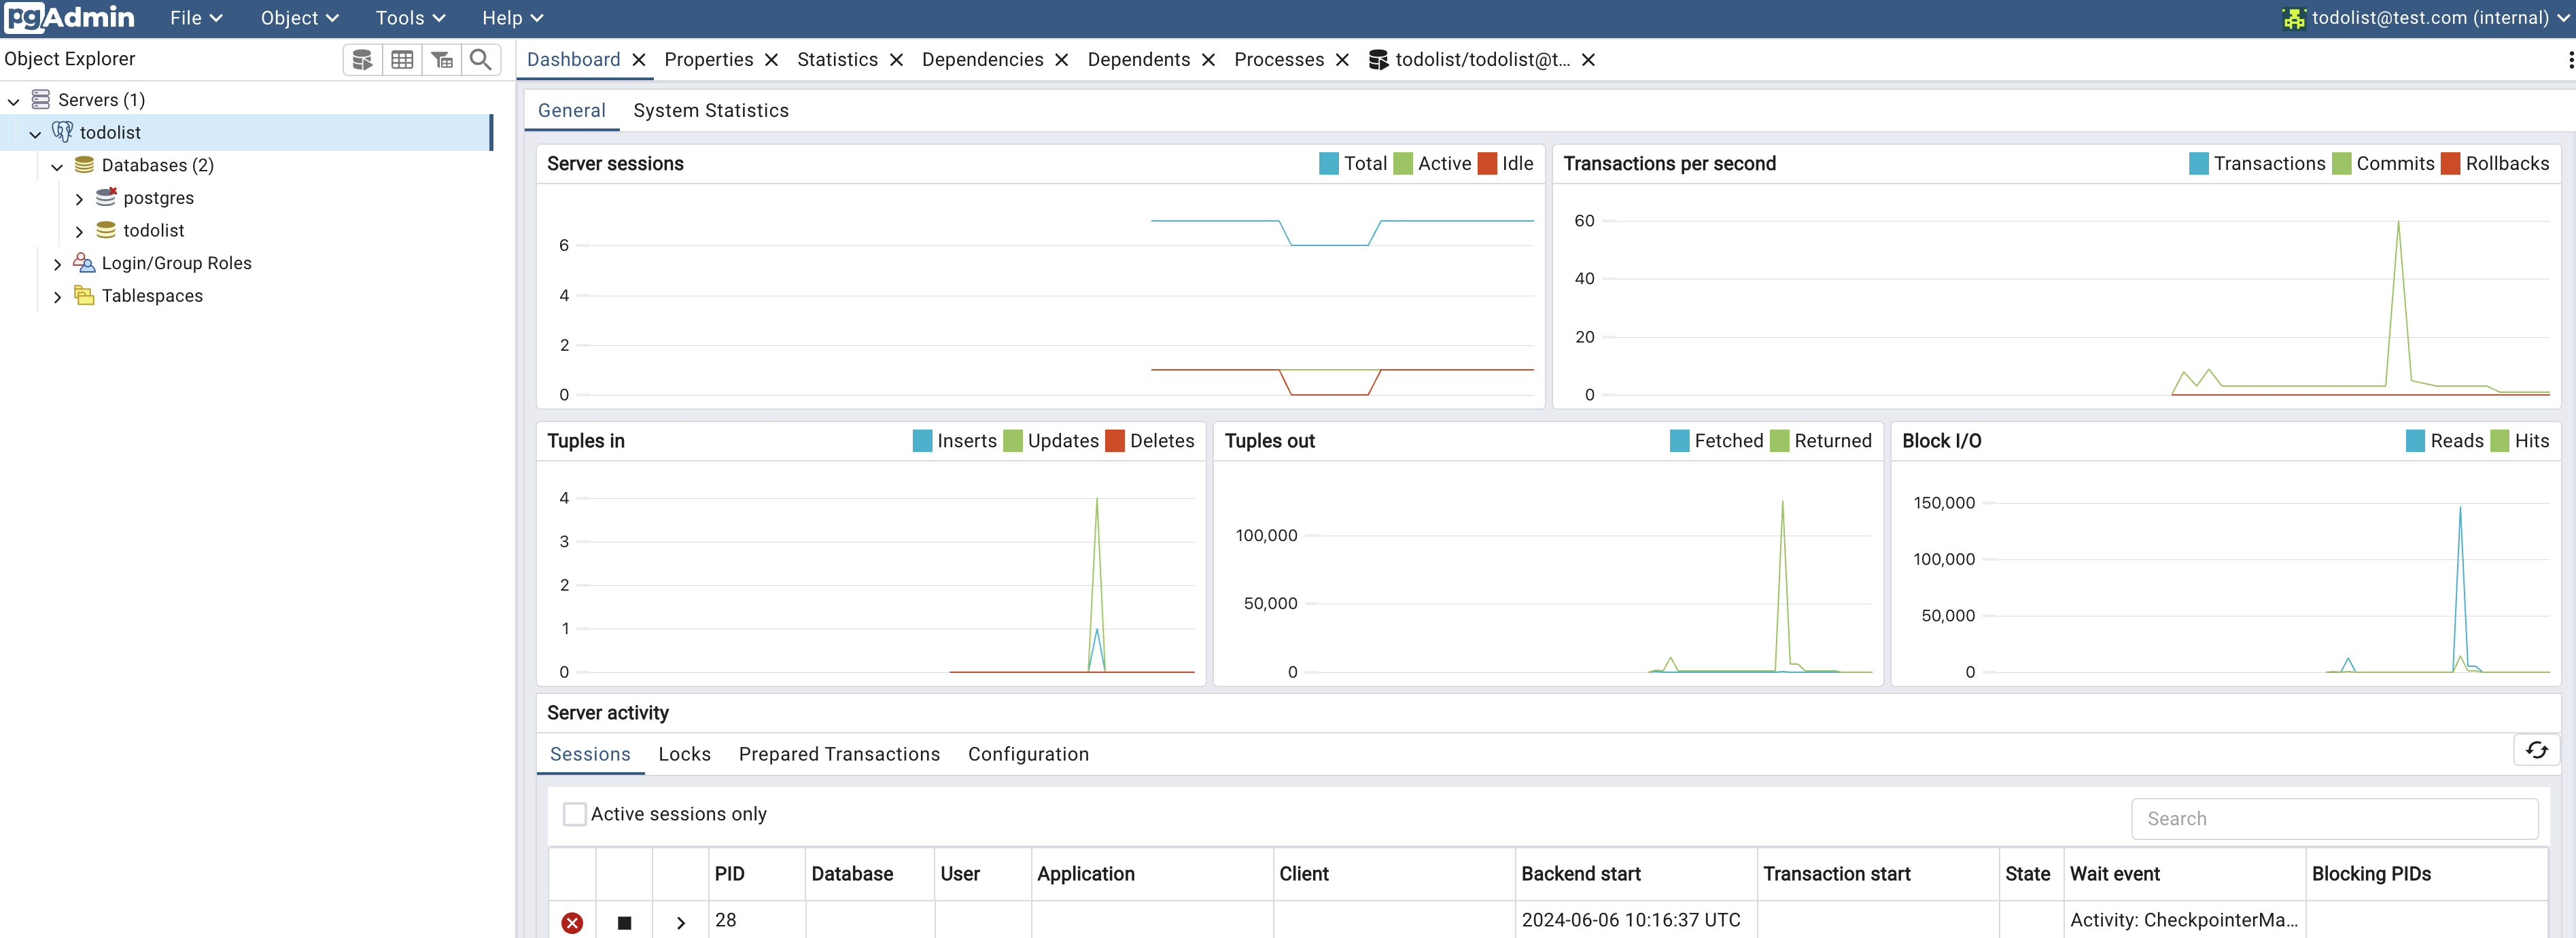 pgAdmin File Object Tools Help todolist@test.com (internal)
Object Explorer
Servers (1)
todolist
Databases (2)
postgres
todolist
Login/Group Roles
Tablespaces
Dashboard Properties Statistics Dependencies Dependents Processes todolist/todolist@t...
General System Statistics
Server sessions Total Active Idle
6
4
2
0
Transactions per second Transactions Commits Rollbacks
60
40
20
0
Tuples in Inserts Updates Deletes
4
3
2
1
0
Tuples out Fetched Returned
100,000
50,000
0
Block I/O Reads Hits
150,000
100,000
50,000
0
Server activity
Sessions Locks Prepared Transactions Configuration
Active sessions only Search
PID Database User Application Client Backend start Transaction start State Wait event Blocking PIDs
28 2024-06-06 10:16:37 UTC Activity: CheckpointerMa...